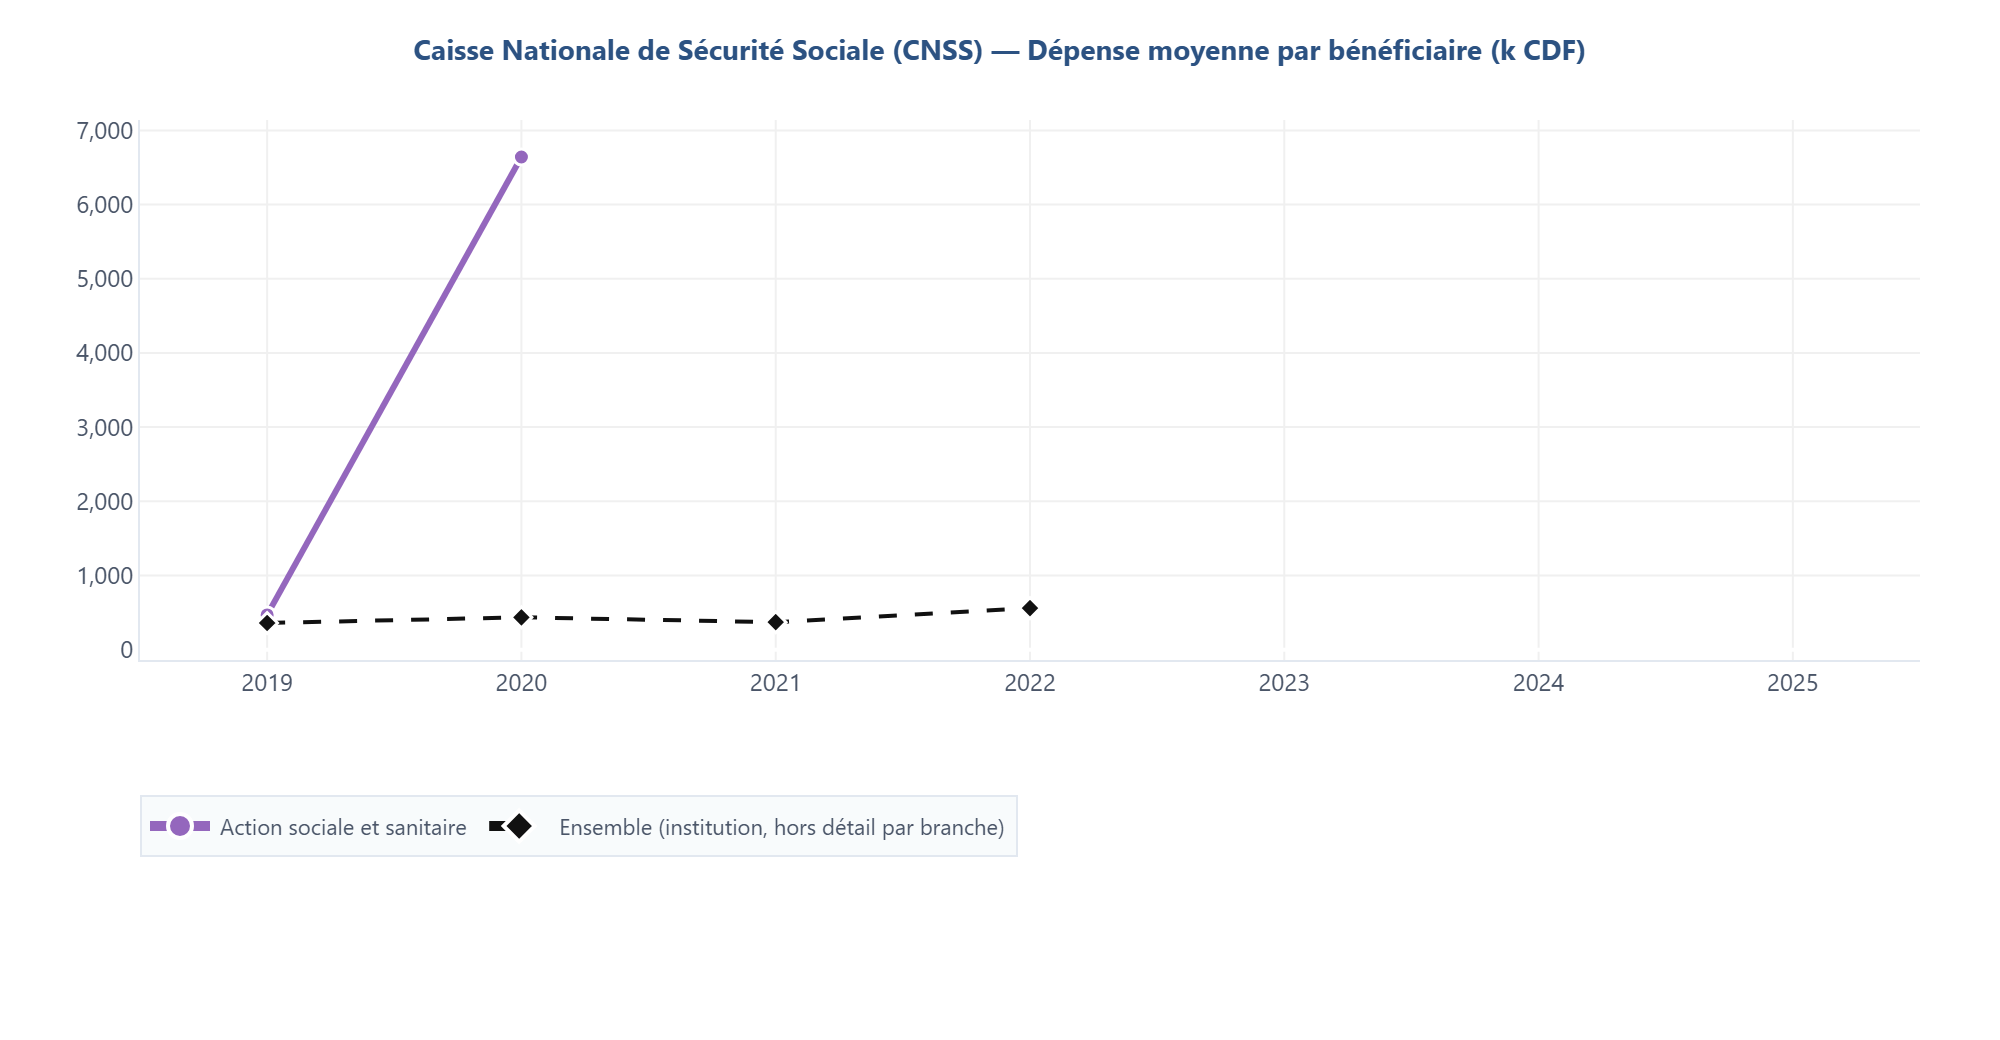 Caisse Nationale de Sécurité Sociale (CNSS) — Dépense moyenne par bénéficiaire (k CDF)
7,000
6,000
5,000
4,000
3,000
2,000
1,000
0
2019 2020 2021 2022 2023 2024 2025
Action sociale et sanitaire Ensemble (institution, hors détail par branche)